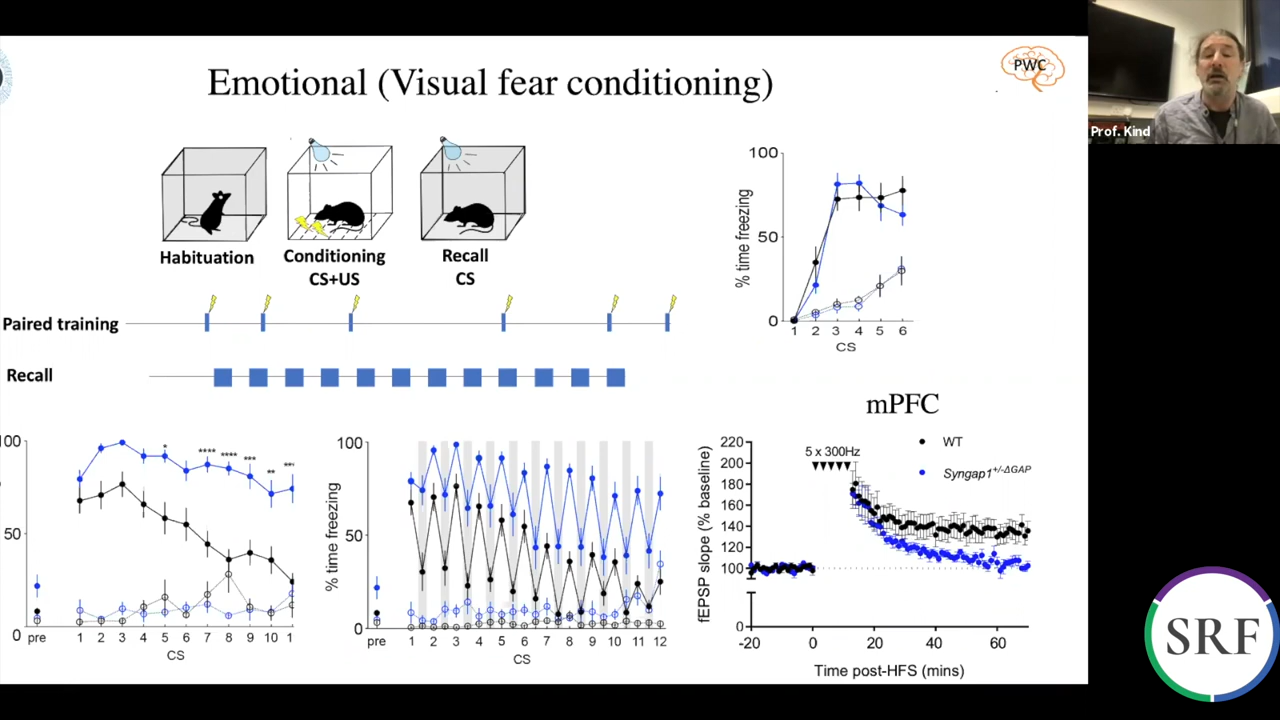 Emotional (Visual fear conditioning)
PWC
Prof. Kind
Habituation
Conditioning
CS+US
Recall
CS
Paired training
Recall
100
50
0
% time freezing
1 2 3 4 5 6
CS
100
50
0
pre
1 2 3 4 5 6 7 8 9 10 1
CS
* **** **** *** ** ***
% time freezing
100
50
0
pre
1 2 3 4 5 6 7 8 9 10 11 12
CS
mPFC
WT
Syngap1+/-ΔGAP
5 x 300Hz
fEPSP slope (% baseline)
220
200
180
160
140
120
100
0
-20 0 20 40 60
Time post-HFS (mins)
SRF